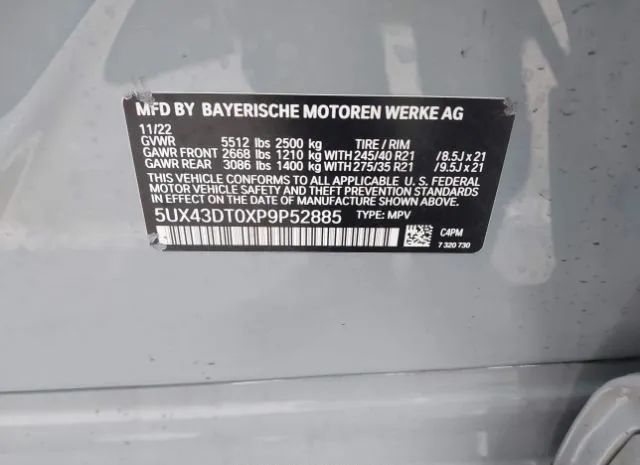 MFD BY BAYERISCHE MOTOREN WERKE AG
11/22
GVWR 5512 lbs 2500 kg TIRE / RIM
GAWR FRONT 2668 lbs 1210 kg WITH 245/40 R21 /8.5J x 21
GAWR REAR 3086 lbs 1400 kg WITH 275/35 R21 /9.5J x 21
THIS VEHICLE CONFORMS TO ALL APPLICABLE U. S. FEDERAL
MOTOR VEHICLE SAFETY AND THEFT PREVENTION STANDARDS
IN EFFECT ON THE DATE OF MANUFACTURE SHOWN ABOVE.
5UX43DT0XP9P52885 TYPE: MPV
C4PM
7 320 730